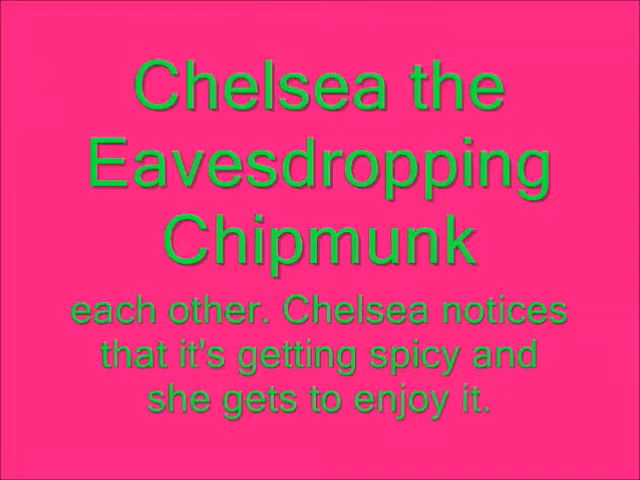 Chelsea the
Eavesdropping
Chipmunk
each other. Chelsea notices
that it's getting spicy and
she gets to enjoy it.